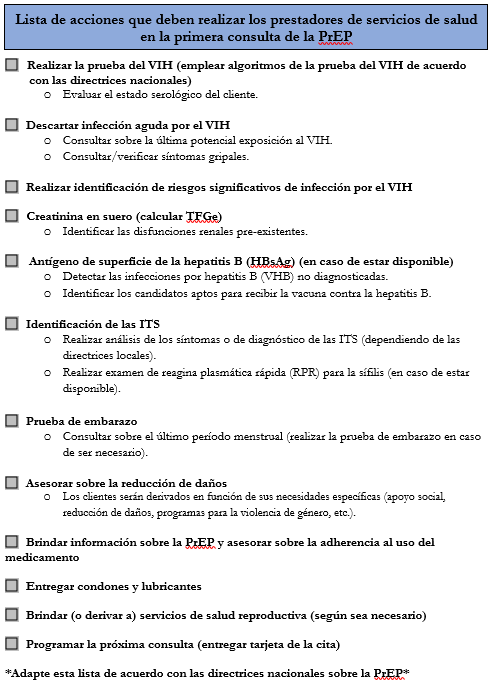 Lista de acciones que deben realizar los prestadores de servicios de salud
en la primera consulta de la PrEP
Realizar la prueba del VIH (emplear algoritmos de la prueba del VIH de acuerdo
con las directrices nacionales)
o Evaluar el estado serológico del cliente.
Descartar infección aguda por el VIH
o Consultar sobre la última potencial exposición al VIH.
o Consultar/verificar síntomas gripales.
Realizar identificación de riesgos significativos de infección por el VIH
Creatinina en suero (calcular TFGe)
o Identificar las disfunciones renales pre-existentes.
Antígeno de superficie de la hepatitis B (HBsAg) (en caso de estar disponible)
o Detectar las infecciones por hepatitis B (VHB) no diagnosticadas.
o Identificar los candidatos aptos para recibir la vacuna contra la hepatitis B.
Identificación de las ITS
o Realizar análisis de los síntomas o de diagnóstico de las ITS (dependiendo de las
directrices locales).
o Realizar examen de reagina plasmática rápida (RPR) para la sífilis (en caso de estar
disponible).
Prueba de embarazo
o Consultar sobre el último período menstrual (realizar la prueba de embarazo en caso
de ser necesario).
Asesorar sobre la reducción de daños
o Los clientes serán derivados en función de sus necesidades específicas (apoyo social,
reducción de daños, programas para la violencia de género, etc.).
Brindar información sobre la PrEP y asesorar sobre la adherencia al uso del
medicamento
Entregar condones y lubricantes
Brindar (o derivar a) servicios de salud reproductiva (según sea necesario)
Programar la próxima consulta (entregar tarjeta de la cita)
*Adapte esta lista de acuerdo con las directrices nacionales sobre la PrEP*